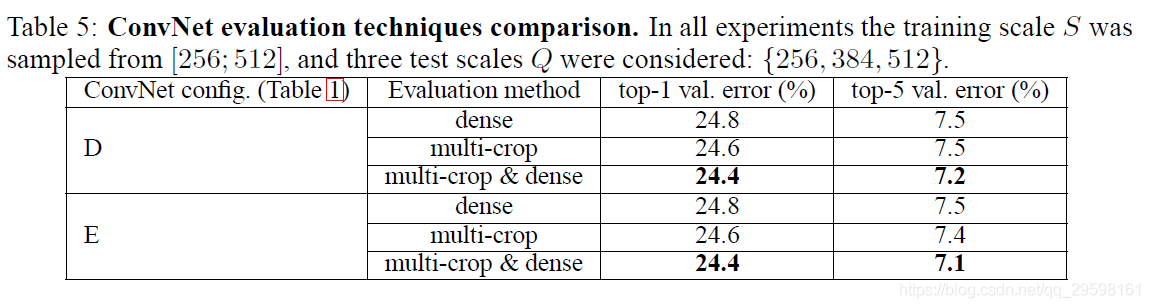 Table 5: ConvNet evaluation techniques comparison. In all experiments the training scale S was
sampled from [256; 512], and three test scales Q were considered: {256, 384, 512}.
ConvNet config. (Table 1) Evaluation method top-1 val. error (%) top-5 val. error (%)
D
dense 24.8 7.5
multi-crop 24.6 7.5
multi-crop & dense 24.4 7.2
E
dense 24.8 7.5
multi-crop 24.6 7.4
multi-crop & dense 24.4 7.1
https://blog.csdn.net/qq_29598161